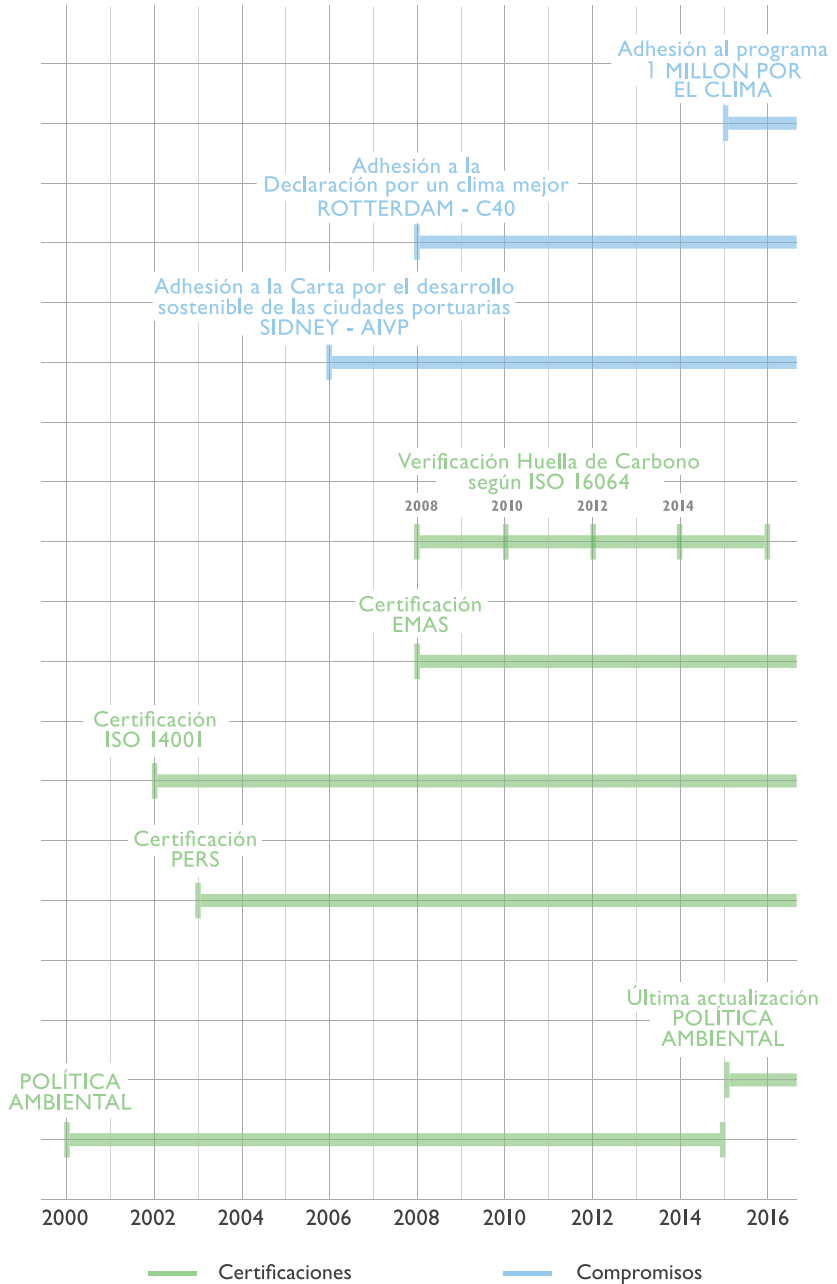 Adhesión al programa
1 MILLON POR
EL CLIMA
Adhesión a la
Declaración por un clima mejor
ROTTERDAM - C40
Adhesión a la Carta por el desarrollo
sostenible de las ciudades portuarias
SIDNEY - AIVP
Verificación Huella de Carbono
según ISO 16064
2008 2010 2012 2014
Certificación
EMAS
Certificación
ISO 14001
Certificación
PERS
Última actualización
POLÍTICA
AMBIENTAL
POLÍTICA
AMBIENTAL
2000 2002 2004 2006 2008 2010 2012 2014 2016
Certificaciones Compromisos